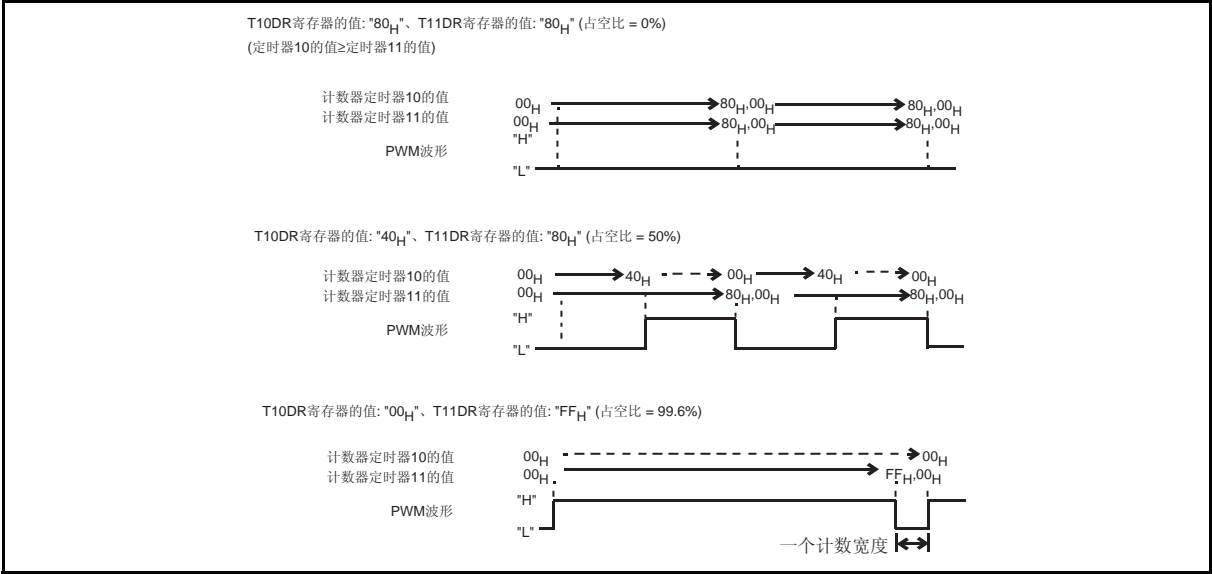 T10DR寄存器的值: "80H"、T11DR寄存器的值: "80H" (占空比 = 0%)
(定时器10的值≥定时器11的值)
计数器定时器10的值 00H 80H,00H 80H,00H
计数器定时器11的值 00H 80H,00H 80H,00H
"H"
PWM波形
"L"
T10DR寄存器的值: "40H"、T11DR寄存器的值: "80H" (占空比 = 50%)
计数器定时器10的值 00H 40H 00H 40H 00H
计数器定时器11的值 00H 80H,00H 80H,00H
"H"
PWM波形
"L"
T10DR寄存器的值: "00H"、T11DR寄存器的值: "FFH" (占空比 = 99.6%)
计数器定时器10的值 00H 00H
计数器定时器11的值 00H FFH,00H
"H"
PWM波形
"L"
一个计数宽度